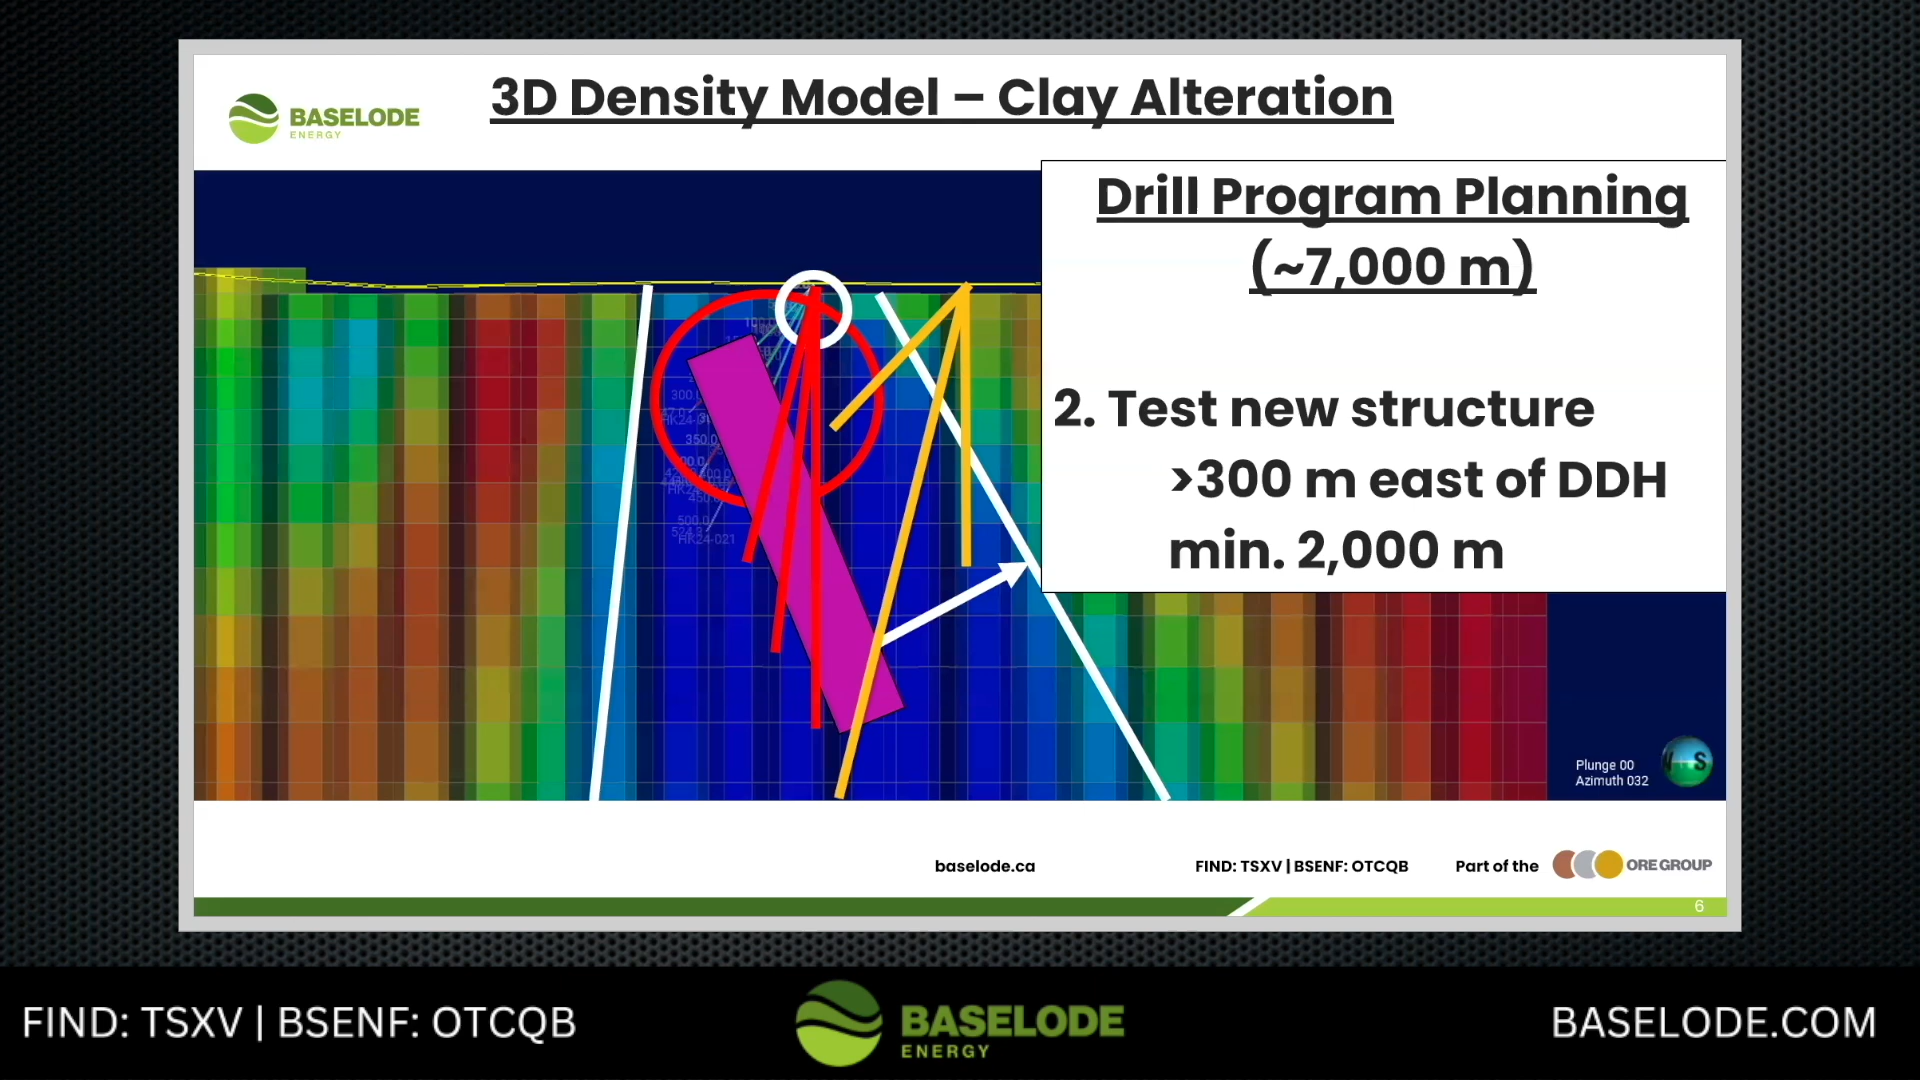 3D Density Model – Clay Alteration
BASELODE
ENERGY
Drill Program Planning
(~7,000 m)
2. Test new structure
>300 m east of DDH
min. 2,000 m
300.0
350.0
500.0
HK24-021
Plunge 00
Azimuth 032
S
baselode.ca
FIND: TSXV | BSENF: OTCQB
Part of the
ORE GROUP
6
FIND: TSXV | BSENF: OTCQB
BASELODE
ENERGY
BASELODE.COM